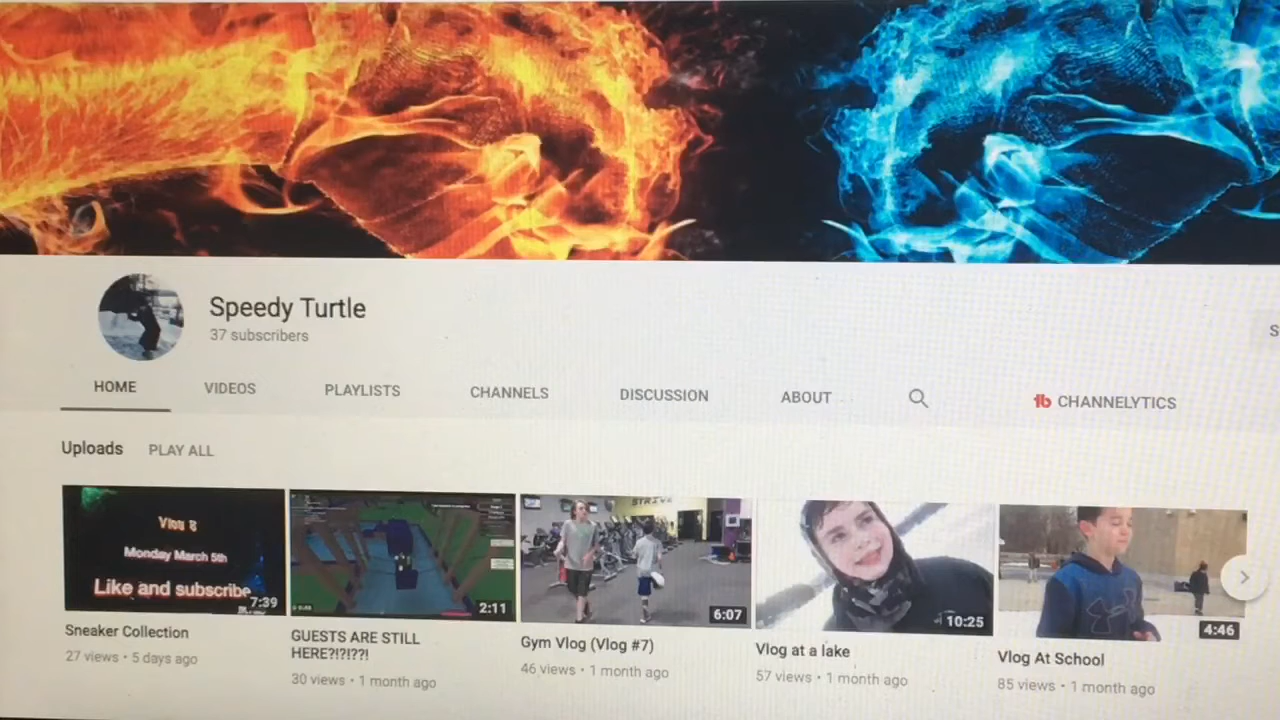 Speedy Turtle
37 subscribers
HOME VIDEOS PLAYLISTS CHANNELS DISCUSSION ABOUT CHANNELYTICS
Uploads PLAY ALL
Vlog 8
Monday March 5th
Like and subscribe
7:39
2:11
STRIVE
6:07
10:25
4:46
Sneaker Collection
27 views • 5 days ago
GUESTS ARE STILL
HERE?!?!??!
30 views • 1 month ago
Gym Vlog (Vlog #7)
46 views • 1 month ago
Vlog at a lake
57 views • 1 month ago
Vlog At School
85 views • 1 month ago